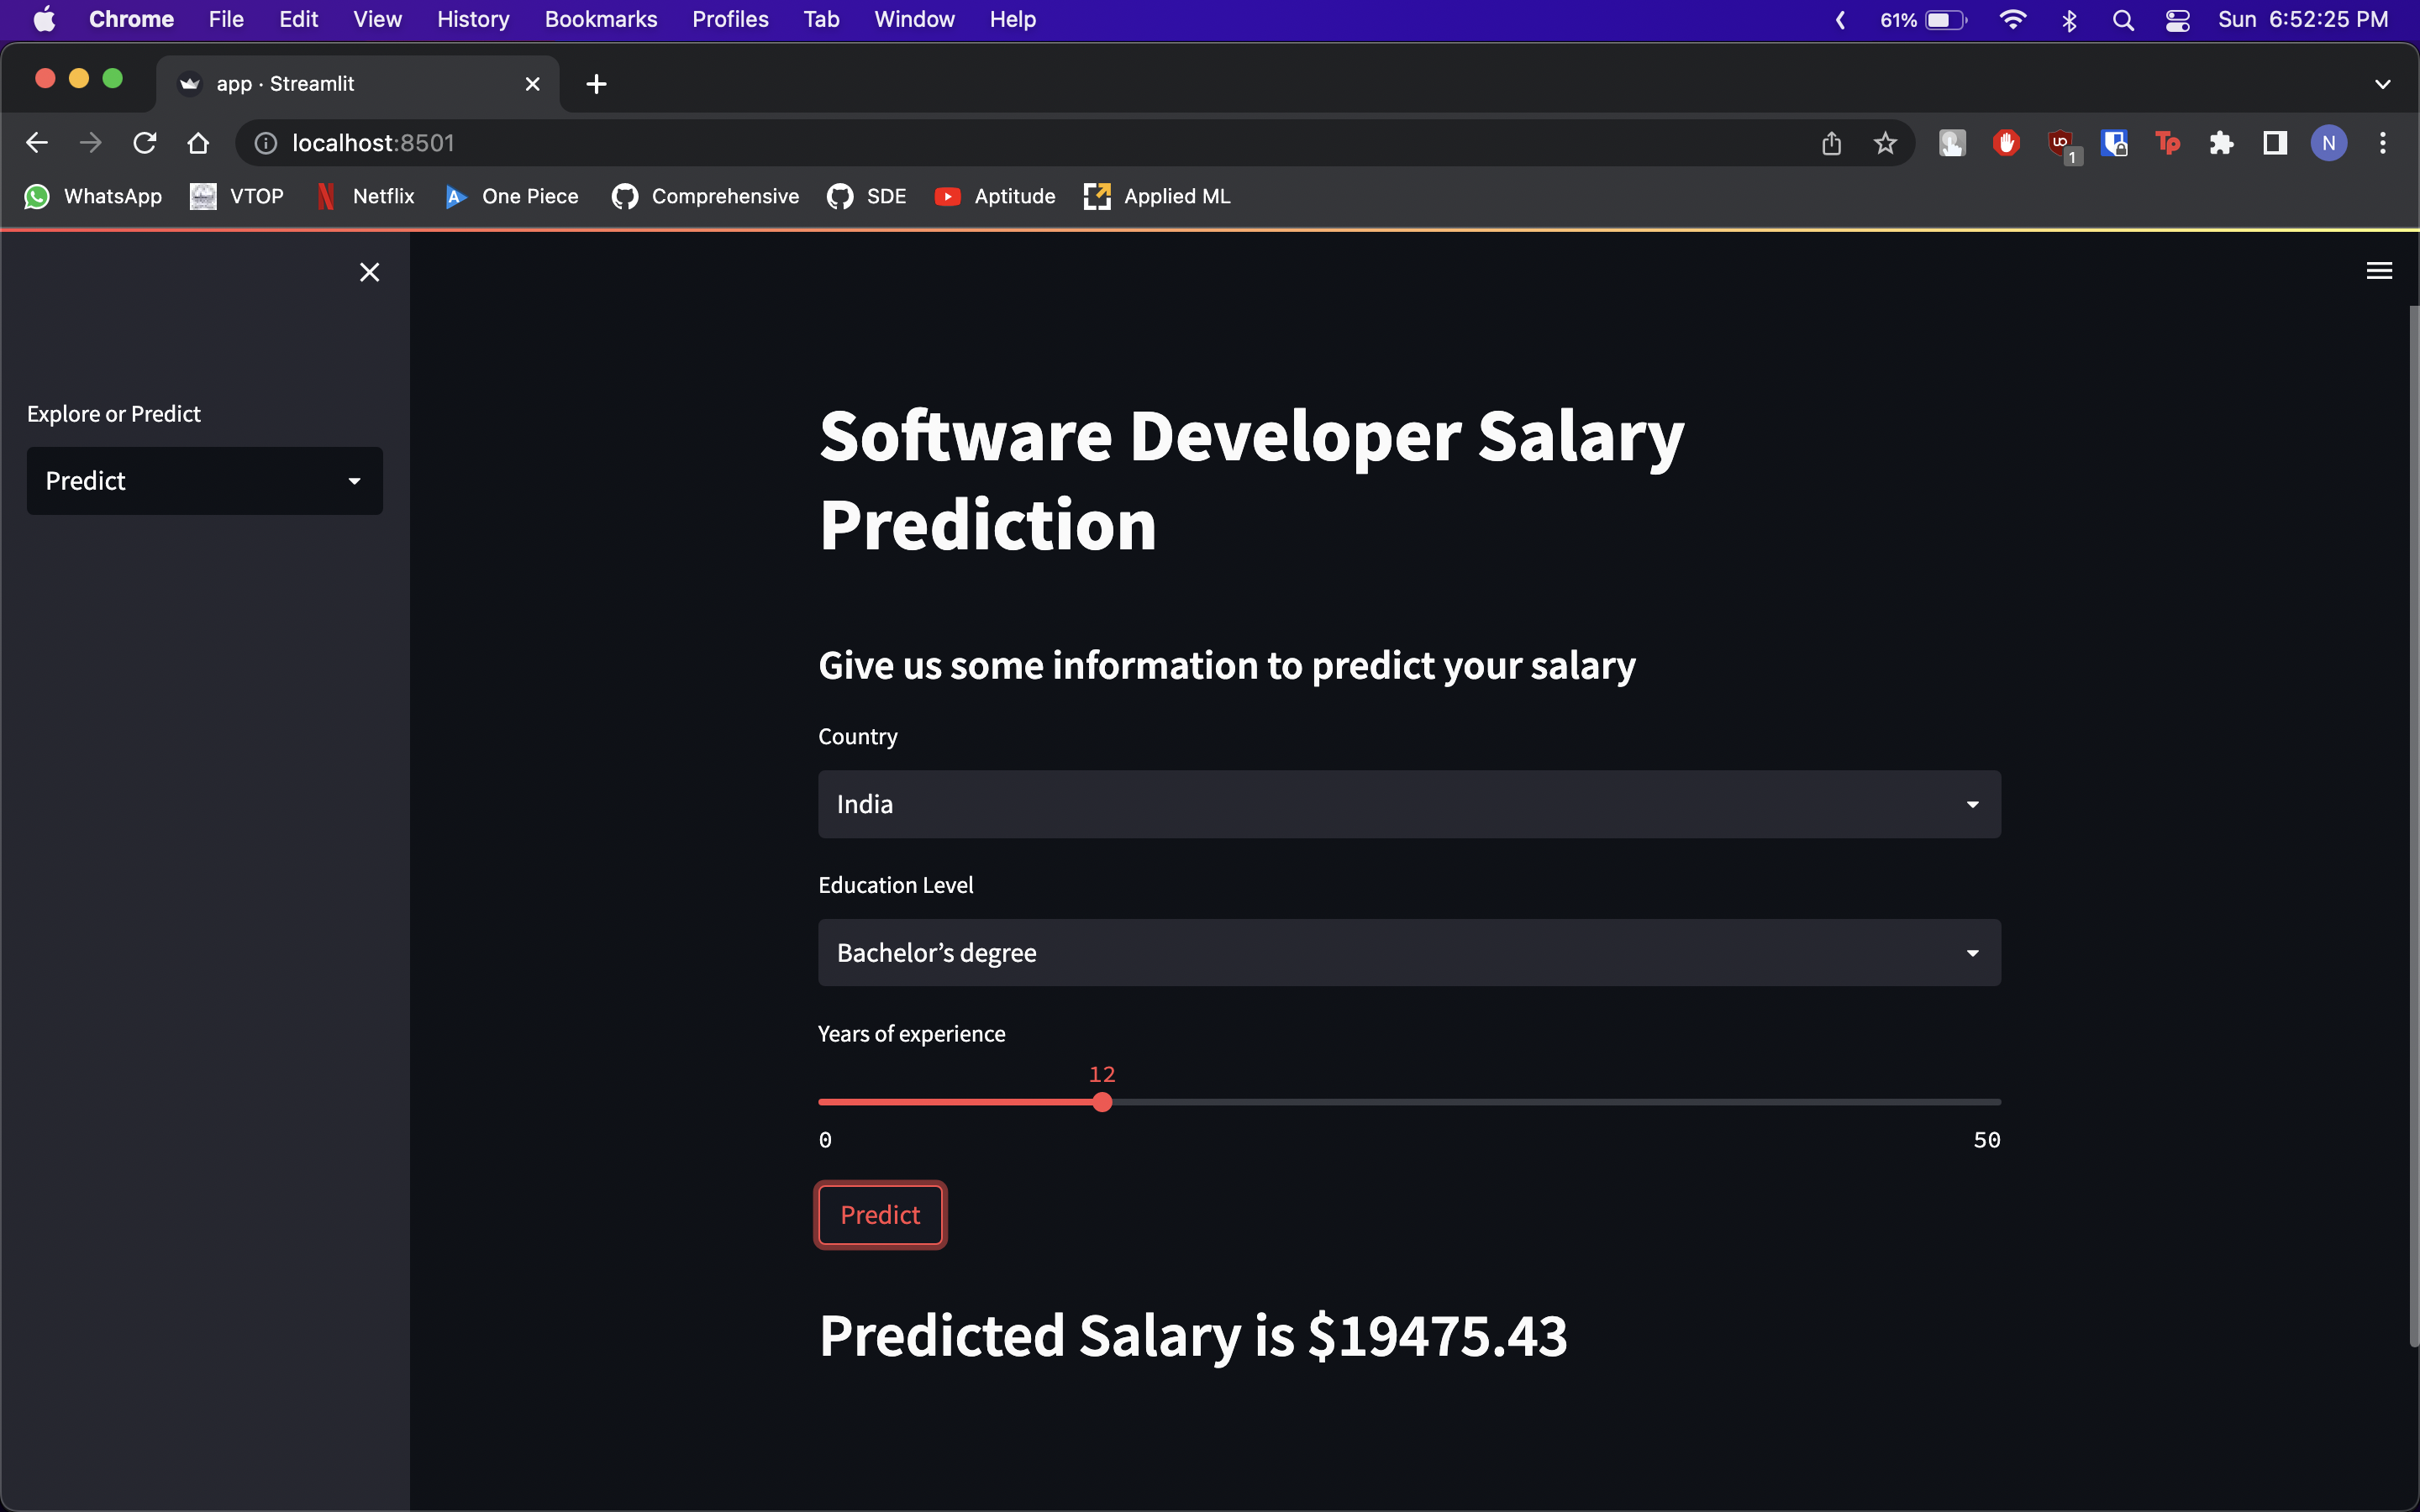 Chrome File Edit View History Bookmarks Profiles Tab Window Help 61% Sun 6:52:25 PM
app · Streamlit
localhost:8501 1 Tp N
WhatsApp VTOP N Netflix A One Piece Comprehensive SDE Aptitude Applied ML
Explore or Predict
Predict
Software Developer Salary
Prediction
Give us some information to predict your salary
Country
India
Education Level
Bachelor’s degree
Years of experience
12
0 50
Predict
Predicted Salary is $19475.43